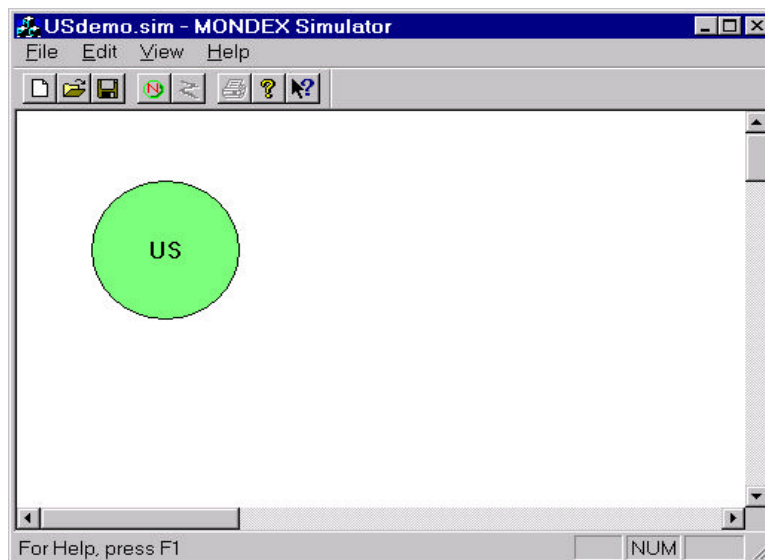 USdemo.sim - MONDEX Simulator
File Edit View Help
N ? ?
US
For Help, press F1 NUM